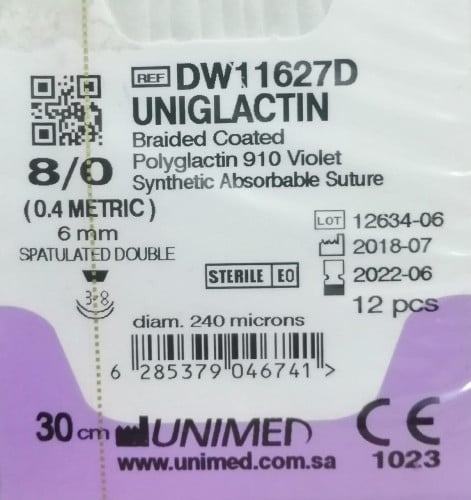 REF DW11627D
UNIGLACTIN
Braided Coated
Polyglactin 910 Violet
Synthetic Absorbable Suture
8/0
(0.4 METRIC)
6 mm
SPATULATED DOUBLE
3-8
LOT 12634-06
2018-07
2022-06
STERILE EO
12 pcs
diam. 240 microns
6 285379 046741 >
30 cm UNIMED
www.unimed.com.sa
CE
1023